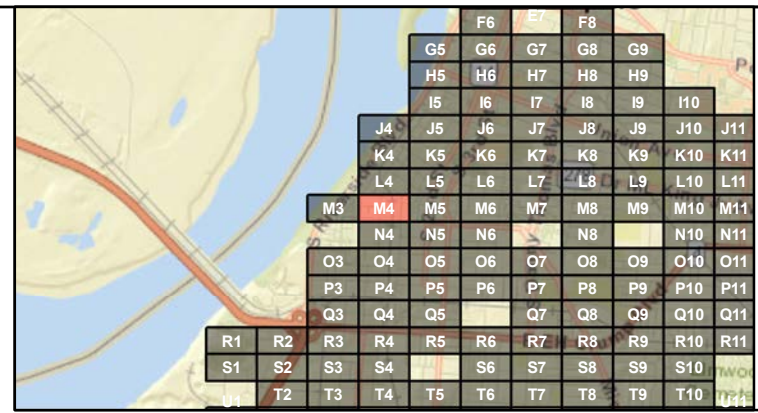 F6 E7 F8
G5 G6 G7 G8 G9
H5 H6 H7 H8 H9
I5 I6 I7 I8 I9 I10
J4 J5 J6 J7 J8 J9 J10 J11
K4 K5 K6 K7 K8 K9 K10 K11
L4 L5 L6 L7 L8 L9 L10 L11
M3 M4 M5 M6 M7 M8 M9 M10 M11
N4 N5 N6 N8 N10 N11
O3 O4 O5 O6 O7 O8 O9 O10 O11
P3 P4 P5 P6 P7 P8 P9 P10 P11
Q3 Q4 Q5 Q7 Q8 Q9 Q10 Q11
R1 R2 R3 R4 R5 R6 R7 R8 R9 R10 R11
S1 S2 S3 S4 S6 S7 S8 S9 S10
U1 T2 T3 T4 T5 T6 T7 T8 T9 T10 U11